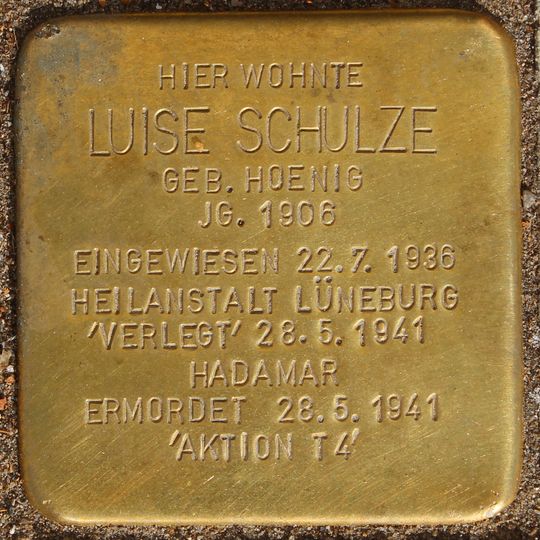 HIER WOHNTE
LUISE SCHULZE
GEB. HOENIG
JG. 1906
EINGEWIESEN 22.7. 1936
HEILANSTALT LÜNEBURG
'VERLEGT' 28.5.1941
HADAMAR
ERMORDET 28.5.1941
'AKTION T4'